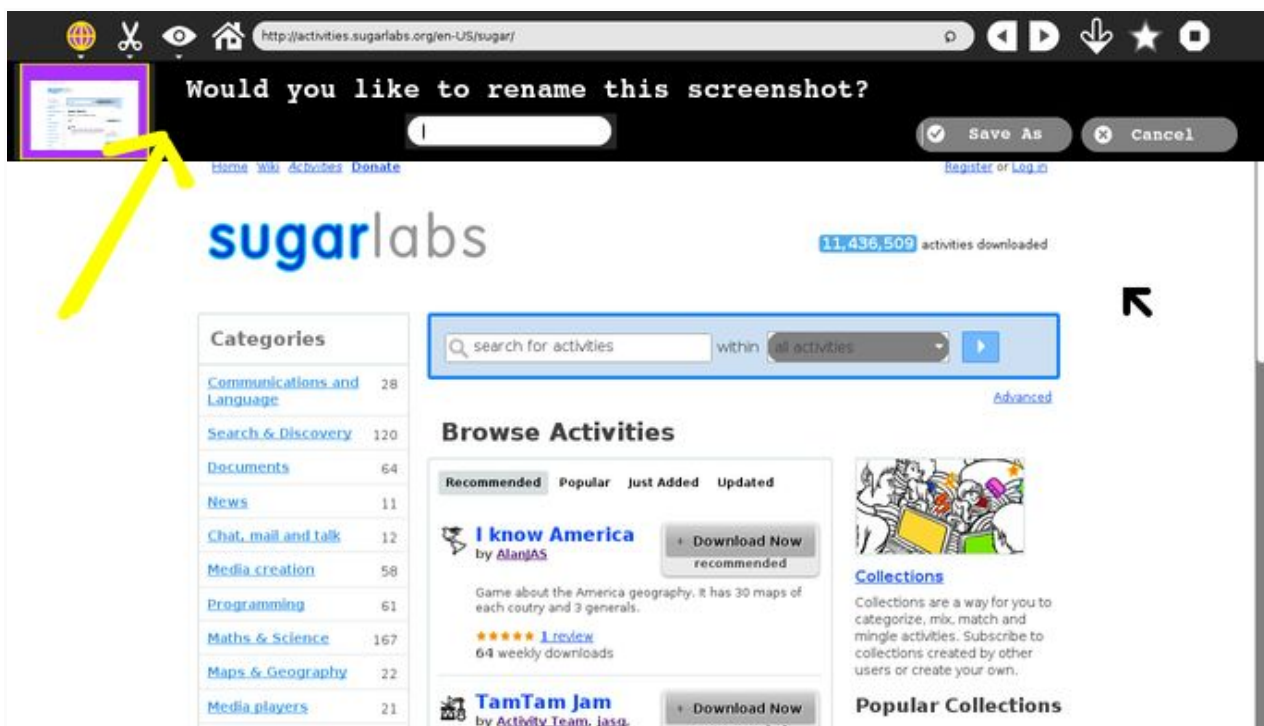 http://activities.sugarlabs.org/en-US/sugar/
Would you like to rename this screenshot?
Save As
Cancel
Home Wiki Activities Donate
Register or Log in
sugarlabs
11,436,509 activities downloaded
Categories
Communications and Language 28
Search & Discovery 120
Documents 64
News 11
Chat, mail and talk 12
Media creation 58
Programming 61
Maths & Science 167
Maps & Geography 22
Media players 21
search for activities within all activities
Advanced
Browse Activities
Recommended Popular Just Added Updated
I know America
by AlanJAS
Download Now
recommended
Game about the America geography. It has 30 maps of
each coutry and 3 generals.
1 review
64 weekly downloads
TamTam Jam
by Activity Team, jasg,
Download Now
Collections
Collections are a way for you to
categorize, mix, match and
mingle activities. Subscribe to
collections created by other
users or create your own.
Popular Collections